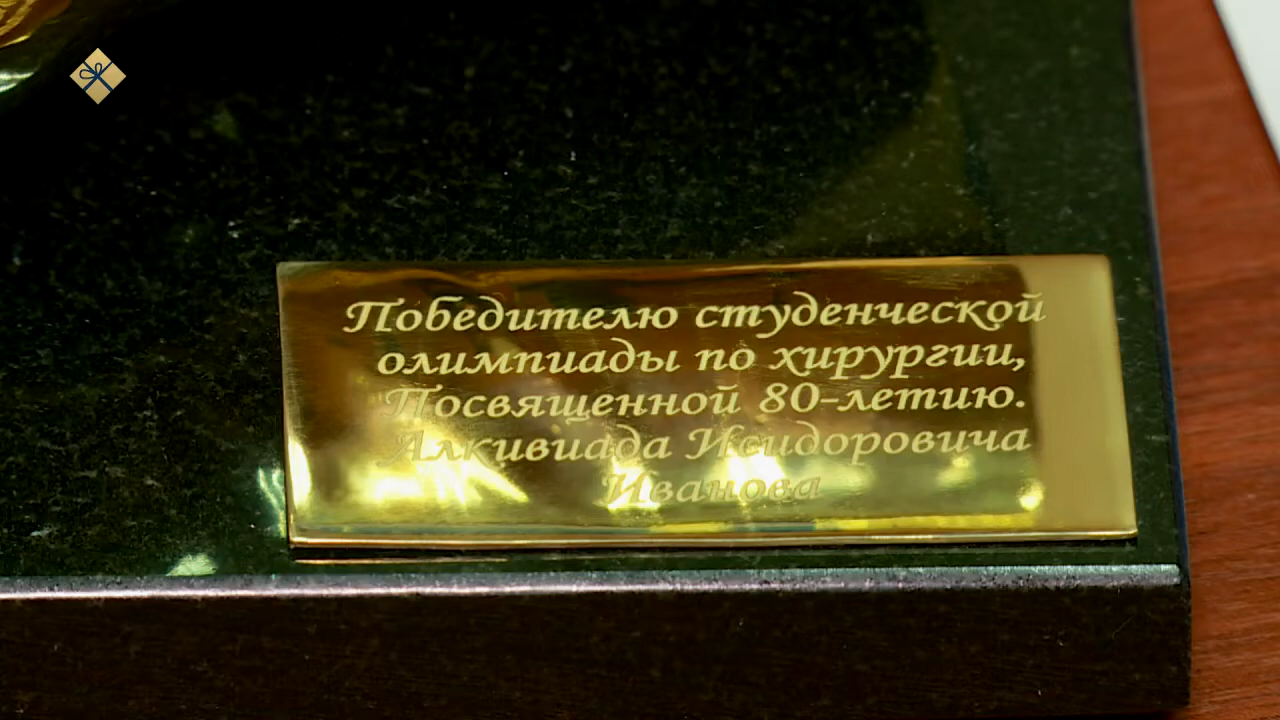 Победителю студенческой
олимпиады по хирургии,
Посвященной 80-летию.
Алкивиада Исидоровича
Иванова